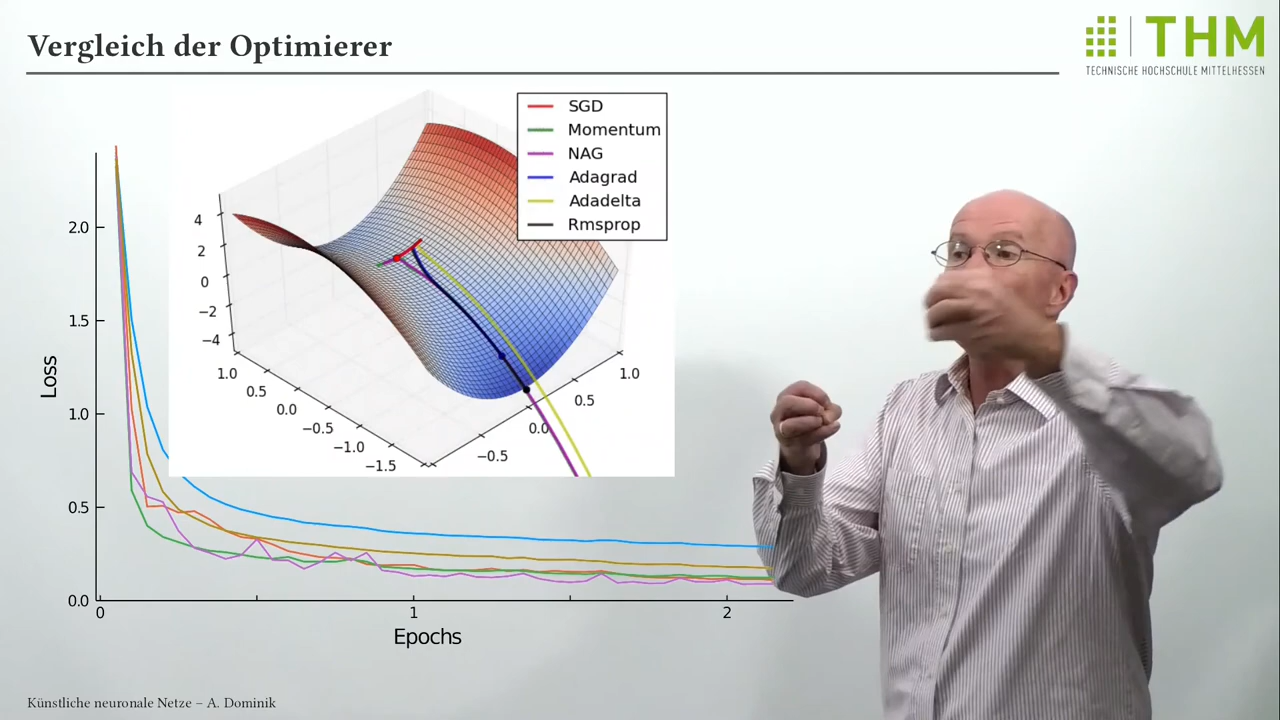 Vergleich der Optimierer
THM
TECHNISCHE HOCHSCHULE MITTELHESSEN
SGD
Momentum
NAG
Adagrad
Adadelta
Rmsprop
4
2
0
−2
−4
1.0
0.5
0.0
−0.5
−1.0
−1.5
−0.5
0.0
0.5
1.0
Loss
2.0
1.5
1.0
0.5
0.0
0
1
2
Epochs
Künstliche neuronale Netze – A. Dominik